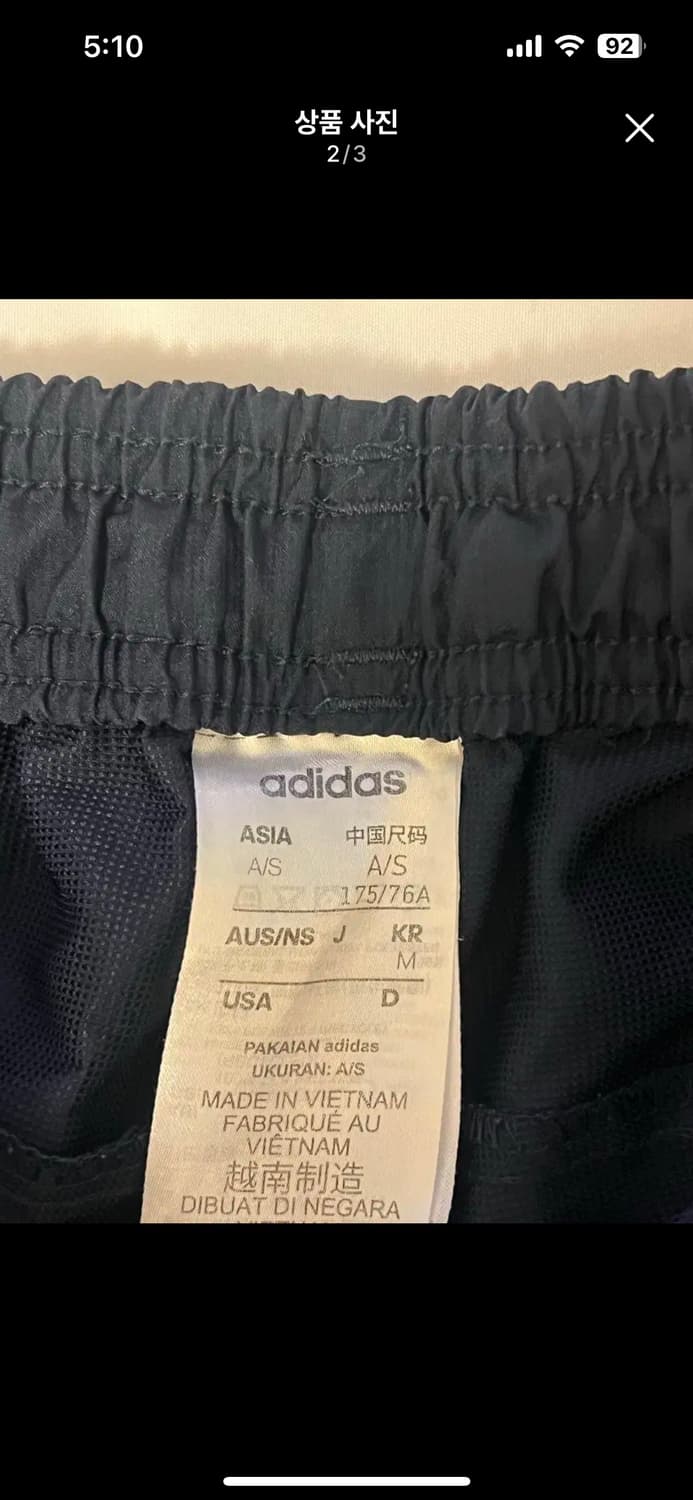 5:10
92
상품 사진
2/3
adidas
ASIA 中国尺码
A/S A/S
175/76A
AUS/NS J KR
M
USA D
PAKAIAN adidas
UKURAN: A/S
MADE IN VIETNAM
FABRIQUÉ AU
VIÊTNAM
越南制造
DIBUAT DI NEGARA